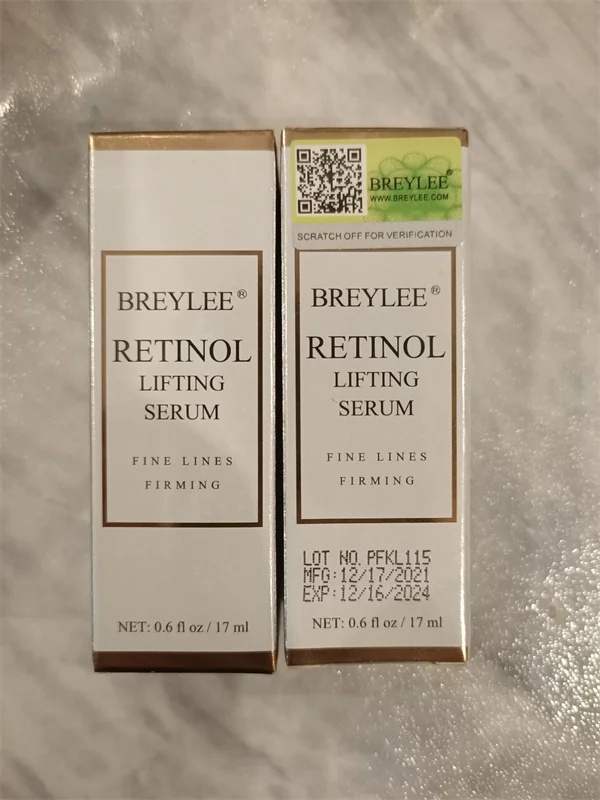 BREYLEE®
RETINOL
LIFTING
SERUM
FINE LINES
FIRMING
NET: 0.6 fl oz / 17 ml
BREYLEE®
WWW.BREYLEE.COM
SCRATCH OFF FOR VERIFICATION
BREYLEE®
RETINOL
LIFTING
SERUM
FINE LINES
FIRMING
LOT NO. PFKL115
MFG:12/17/2021
EXP:12/16/2024
NET: 0.6 fl oz / 17 ml